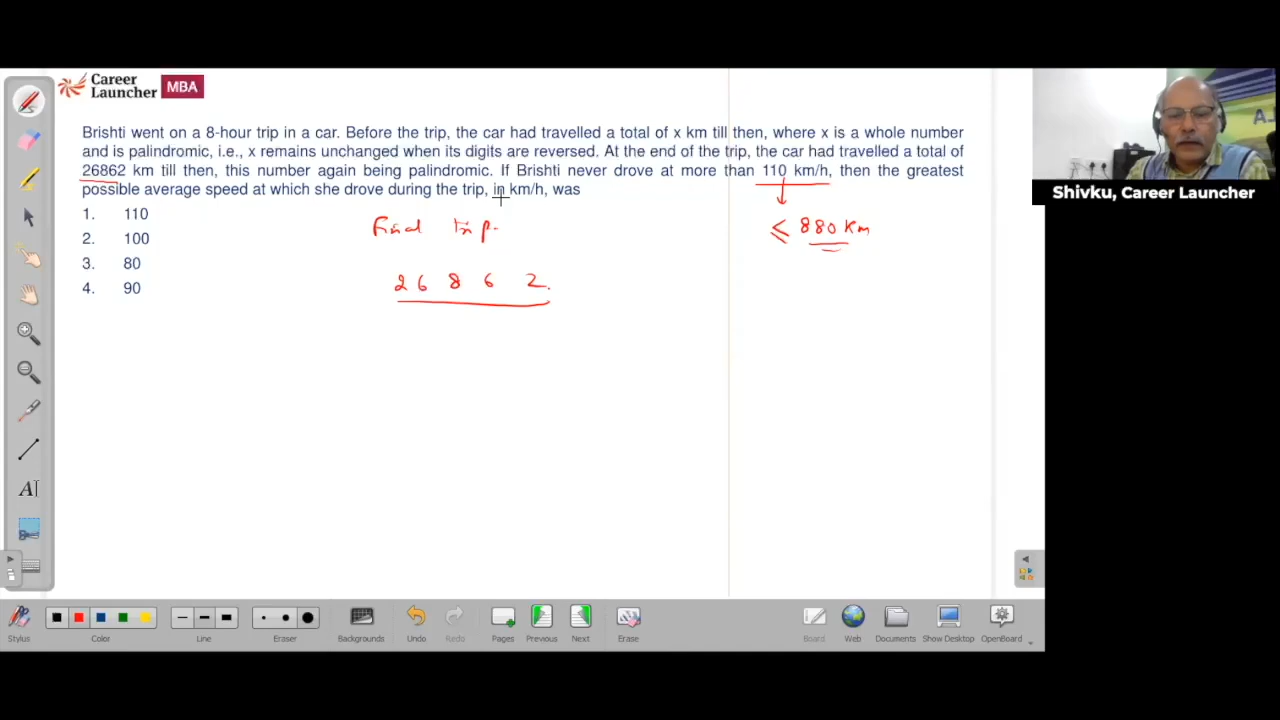 Career
Launcher MBA
Brishti went on a 8-hour trip in a car. Before the trip, the car had travelled a total of x km till then, where x is a whole number
and is palindromic, i.e., x remains unchanged when its digits are reversed. At the end of the trip, the car had travelled a total of
26862 km till then, this number again being palindromic. If Brishti never drove at more than 110 km/h, then the greatest
possible average speed at which she drove during the trip, in km/h, was
1. 110
2. 100
3. 80
4. 90
Final trip.
≤ 880 Km
2 6 8 6 2.
Shivku, Career Launcher
Stylus
Color
Line
Eraser
Backgrounds
Undo
Redo
Pages
Previous
Next
Erase
Board
Web
Documents
Show Desktop
OpenBoard